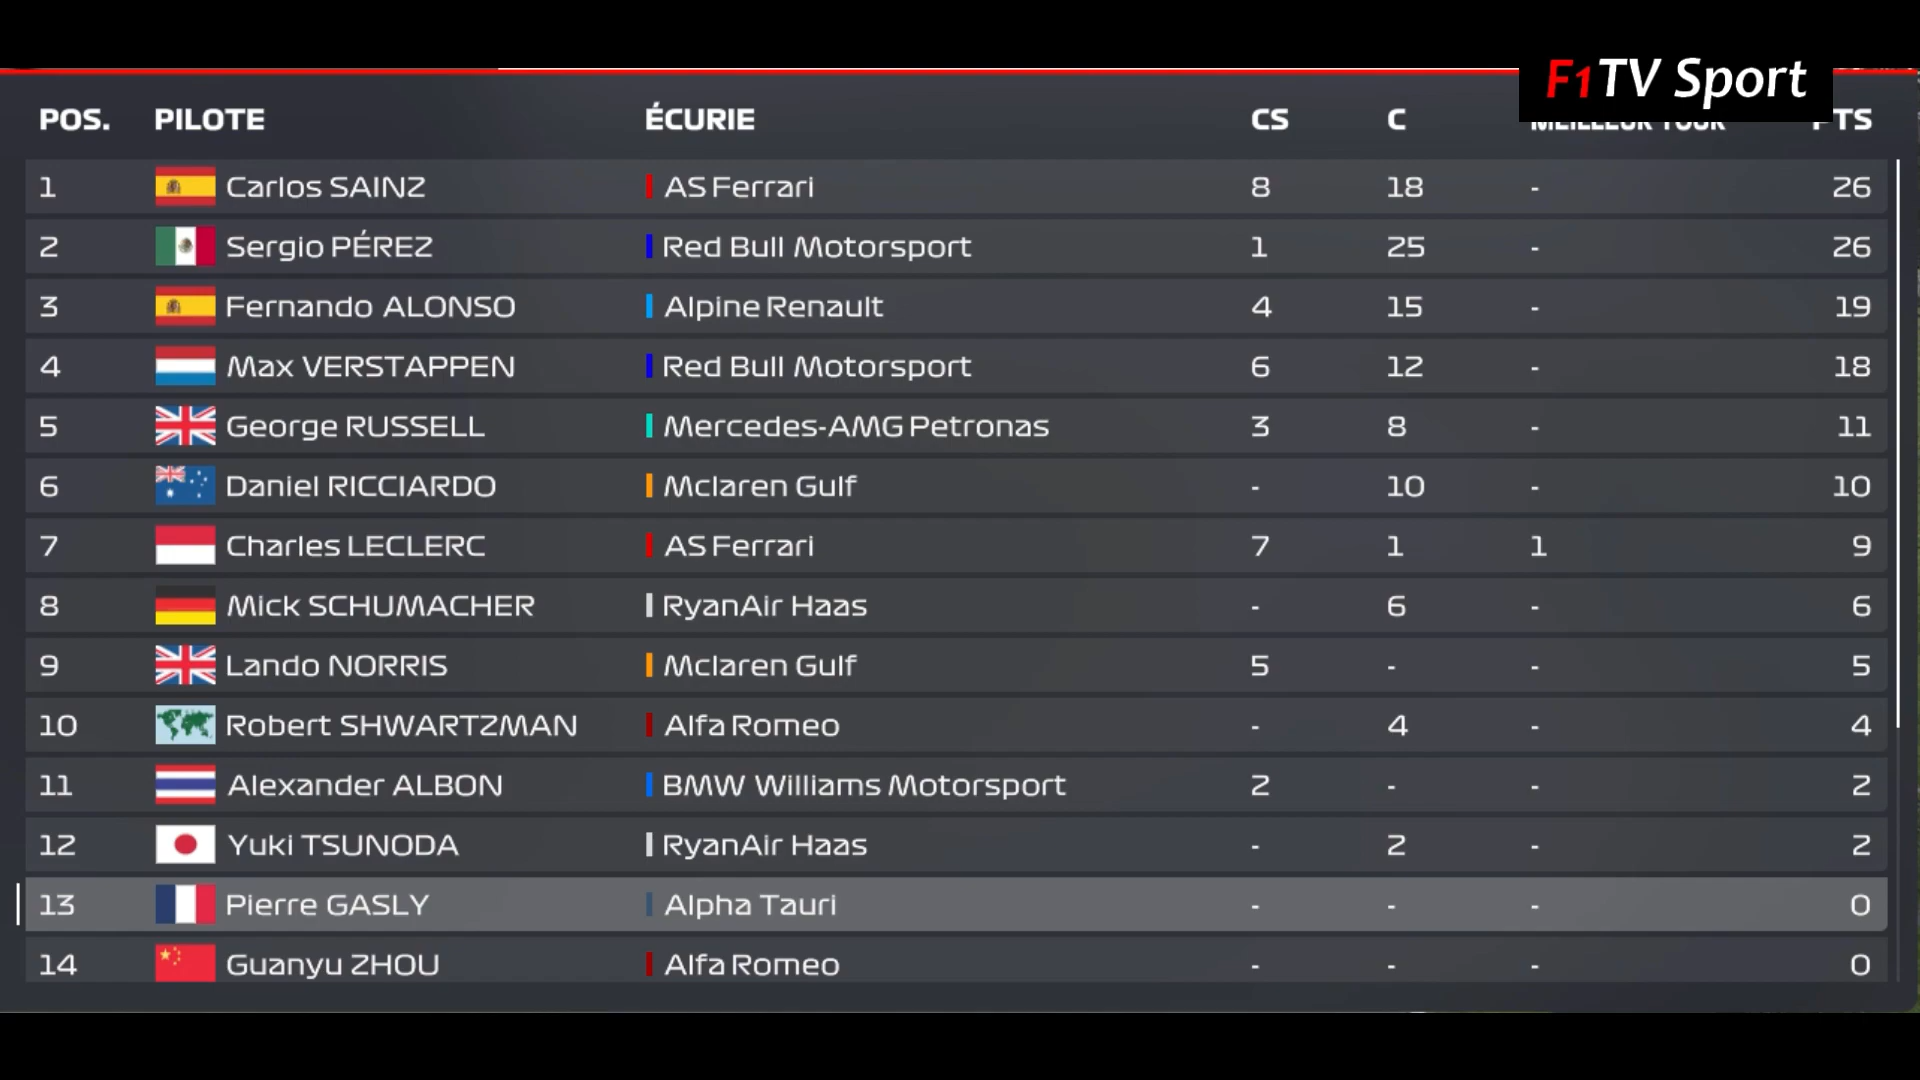 F1TV Sport
POS. PILOTE ÉCURIE CS C MEILLEUR TOUR PTS
1 Carlos SAINZ AS Ferrari 8 18 - 26
2 Sergio PÉREZ Red Bull Motorsport 1 25 - 26
3 Fernando ALONSO Alpine Renault 4 15 - 19
4 Max VERSTAPPEN Red Bull Motorsport 6 12 - 18
5 George RUSSELL Mercedes-AMG Petronas 3 8 - 11
6 Daniel RICCIARDO Mclaren Gulf - 10 - 10
7 Charles LECLERC AS Ferrari 7 1 1 9
8 Mick SCHUMACHER RyanAir Haas - 6 - 6
9 Lando NORRIS Mclaren Gulf 5 - - 5
10 Robert SHWARTZMAN Alfa Romeo - 4 - 4
11 Alexander ALBON BMW Williams Motorsport 2 - - 2
12 Yuki TSUNODA RyanAir Haas - 2 - 2
13 Pierre GASLY Alpha Tauri - - - 0
14 Guanyu ZHOU Alfa Romeo - - - 0